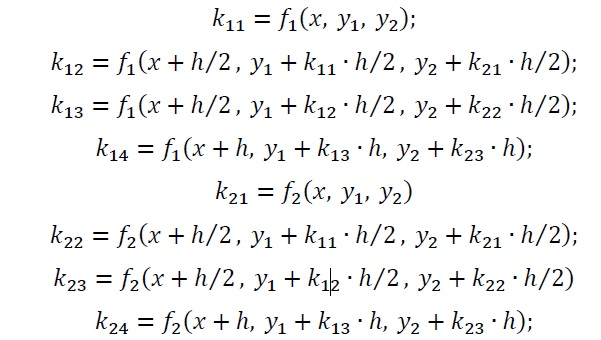 k₁₁ = f₁(x, y₁, y₂);
k₁₂ = f₁(x + h/2 , y₁ + k₁₁ · h/2 , y₂ + k₂₁ · h/2);
k₁₃ = f₁(x + h/2 , y₁ + k₁₂ · h/2 , y₂ + k₂₂ · h/2);
k₁₄ = f₁(x + h, y₁ + k₁₃ · h, y₂ + k₂₃ · h);
k₂₁ = f₂(x, y₁, y₂)
k₂₂ = f₂(x + h/2 , y₁ + k₁₁ · h/2 , y₂ + k₂₁ · h/2);
k₂₃ = f₂(x + h/2 , y₁ + k₁₂ · h/2 , y₂ + k₂₂ · h/2)
k₂₄ = f₂(x + h, y₁ + k₁₃ · h, y₂ + k₂₃ · h);